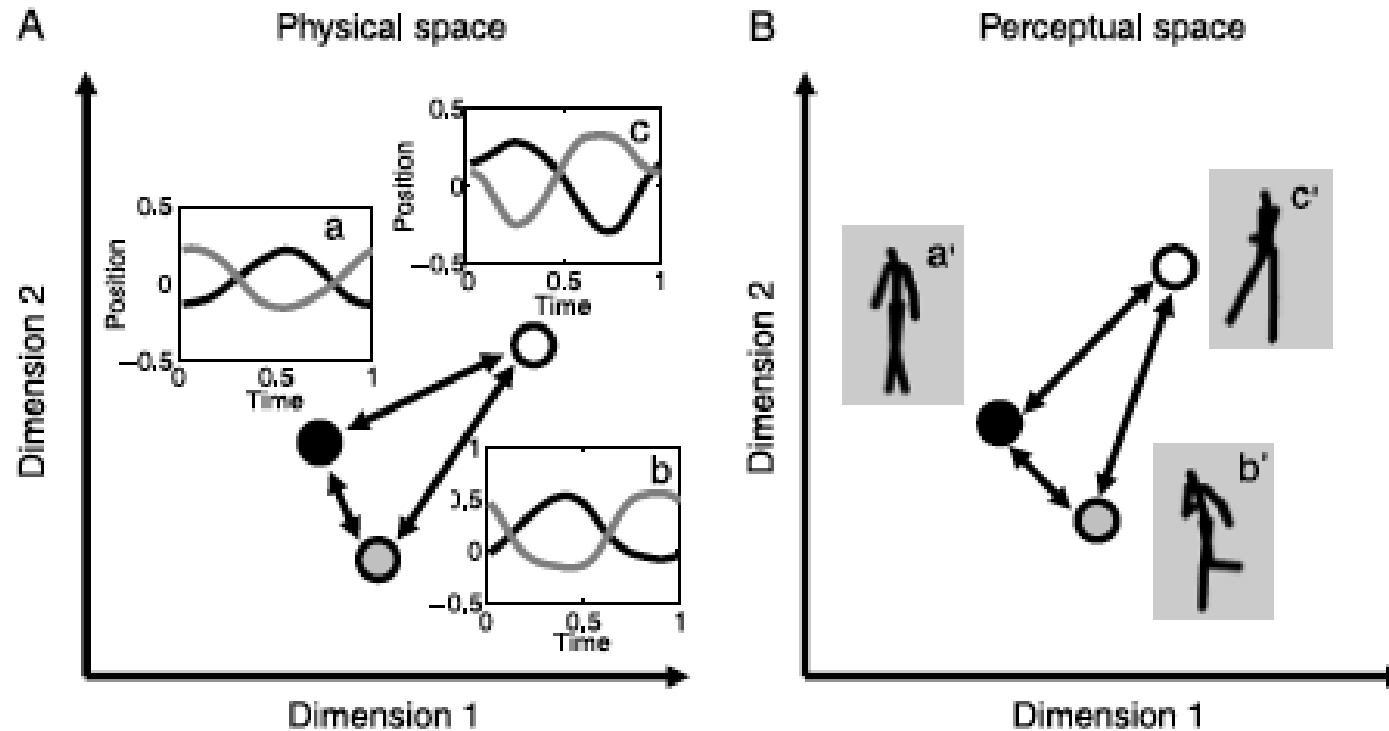 A
Physical space
B
Perceptual space
Dimension 2
Position
0.5
0
−0.5
c
0
0.5
1
Time
Position
0.5
0
−0.5
a
0
0.5
1
Time
1
0.5
0
−0.5
b
0
0.5
1
Time
Dimension 1
Dimension 2
a'
c'
b'
Dimension 1